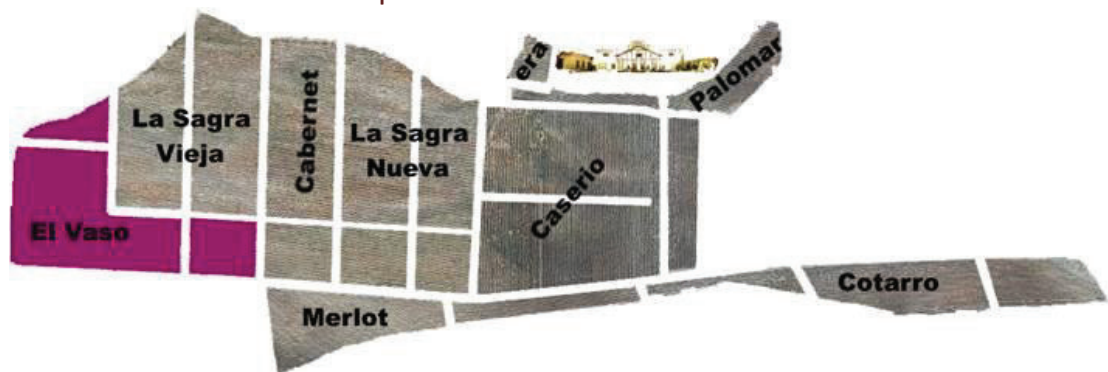 era
Palomar
La Sagra
Vieja
Cabernet
La Sagra
Nueva
Caserio
El Vaso
Cotarro
Merlot